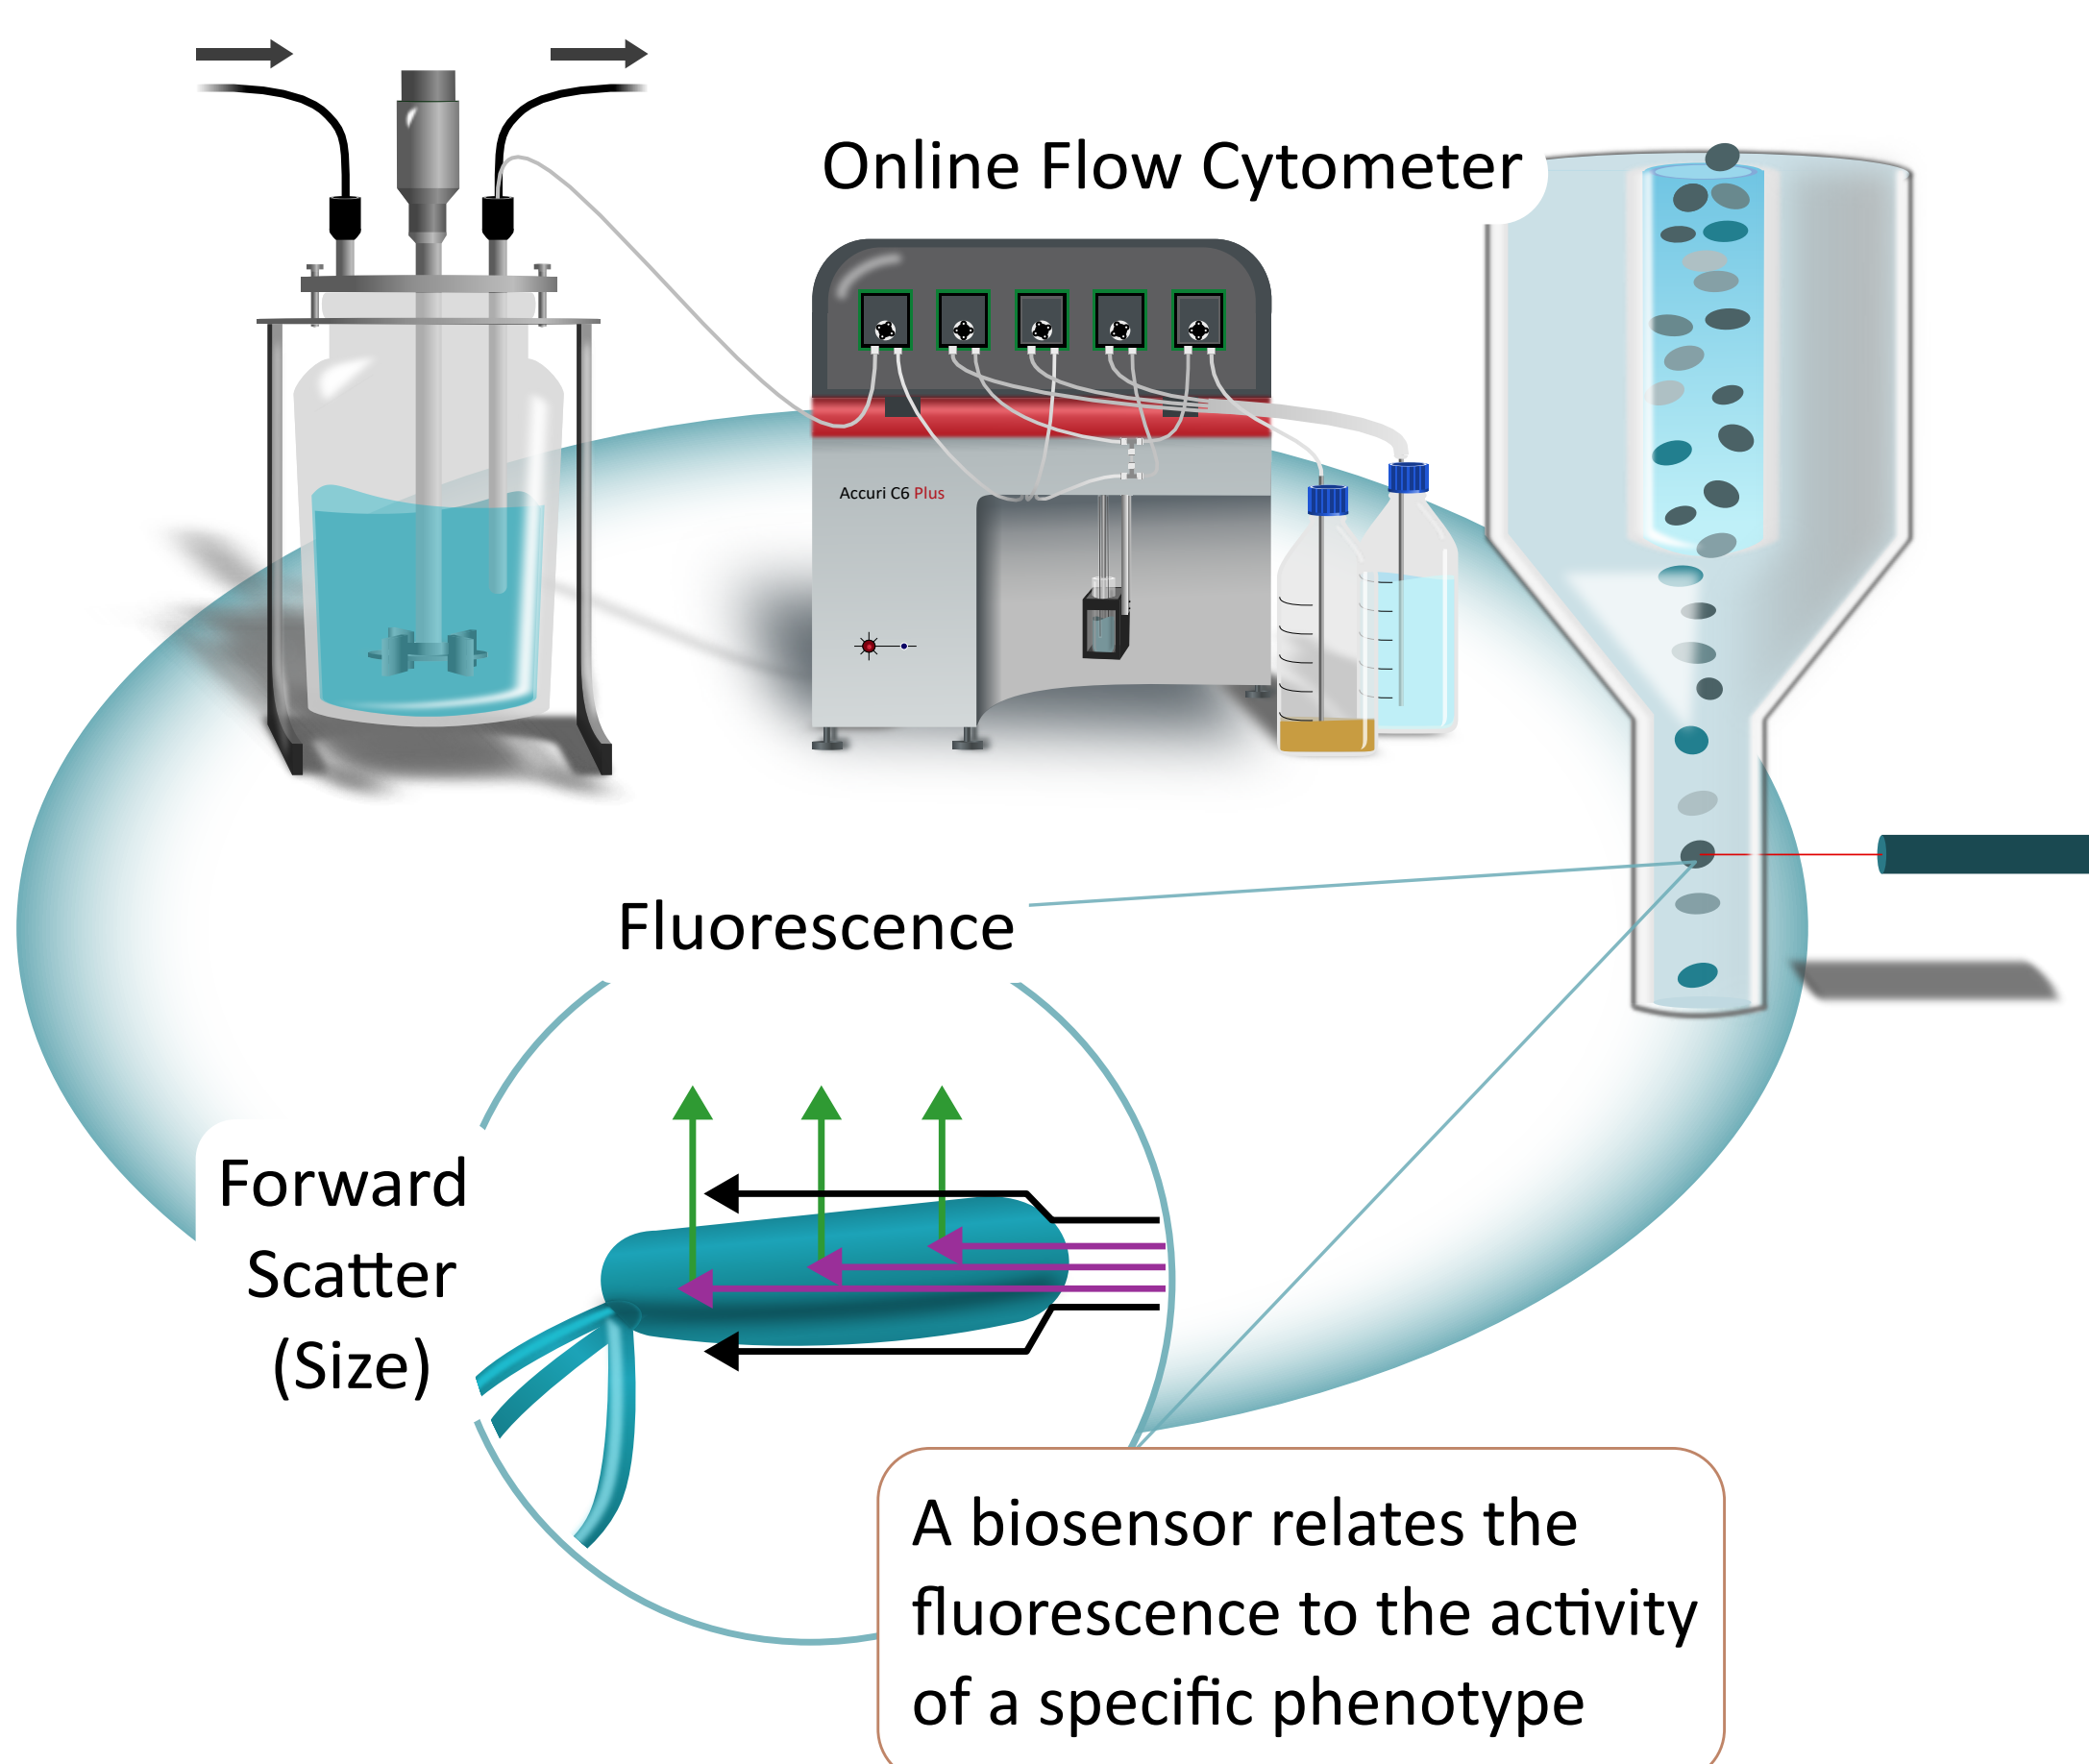 Online Flow Cytometer
Accuri C6 Plus
Fluorescence
Forward
Scatter
(Size)
A biosensor relates the
fluorescence to the activity
of a specific phenotype